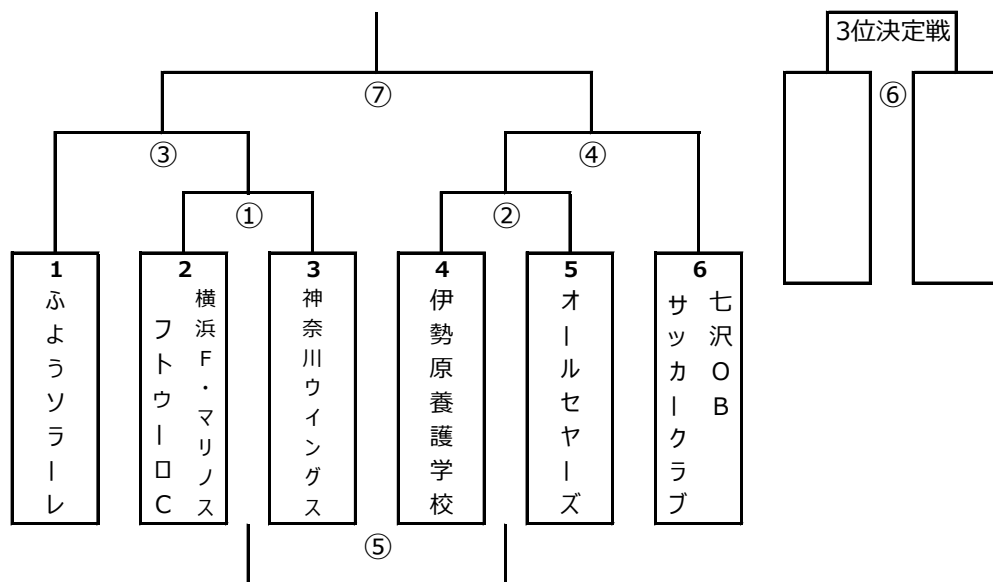 3位決定戦
⑦
⑥
③
④
①
②
1
ふようソラーレ
2
横浜F・マリノス
フトゥーロC
3
神奈川ウイングス
4
伊勢原養護学校
5
オールセヤーズ
6
七沢OB
サッカークラブ
⑤